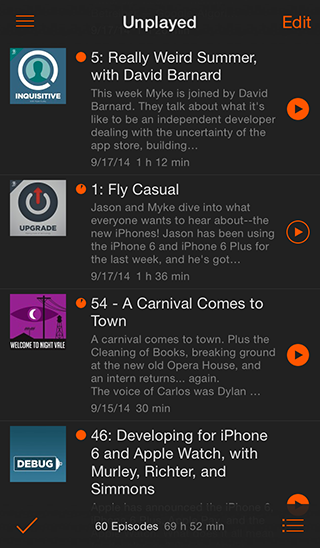 Unplayed
Edit
INQUISITIVE
5: Really Weird Summer,
with David Barnard
This week Myke is joined by David
Barnard. They talk about what it's
like to be an independent developer
dealing with the uncertainty of the
app store, building…
9/17/14 1 h 12 min
UPGRADE
1: Fly Casual
Jason and Myke dive into what
everyone wants to hear about--the
new iPhones! Jason has been using
the iPhone 6 and iPhone 6 Plus for
the last week, and he's got…
9/17/14 1 h 36 min
WELCOME TO NIGHT VALE
54 - A Carnival Comes to
Town
A carnival comes to town. Plus the
Cleaning of Books, breaking ground
at the new old Opera House, and
an intern returns... again.
The voice of Carlos was Dylan …
9/15/14 30 min
DEBUG
46: Developing for iPhone
6 and Apple Watch, with
Murley, Richter, and
Simmons
Apple has announced the iPhone 6,
60 Episodes 69 h 52 min